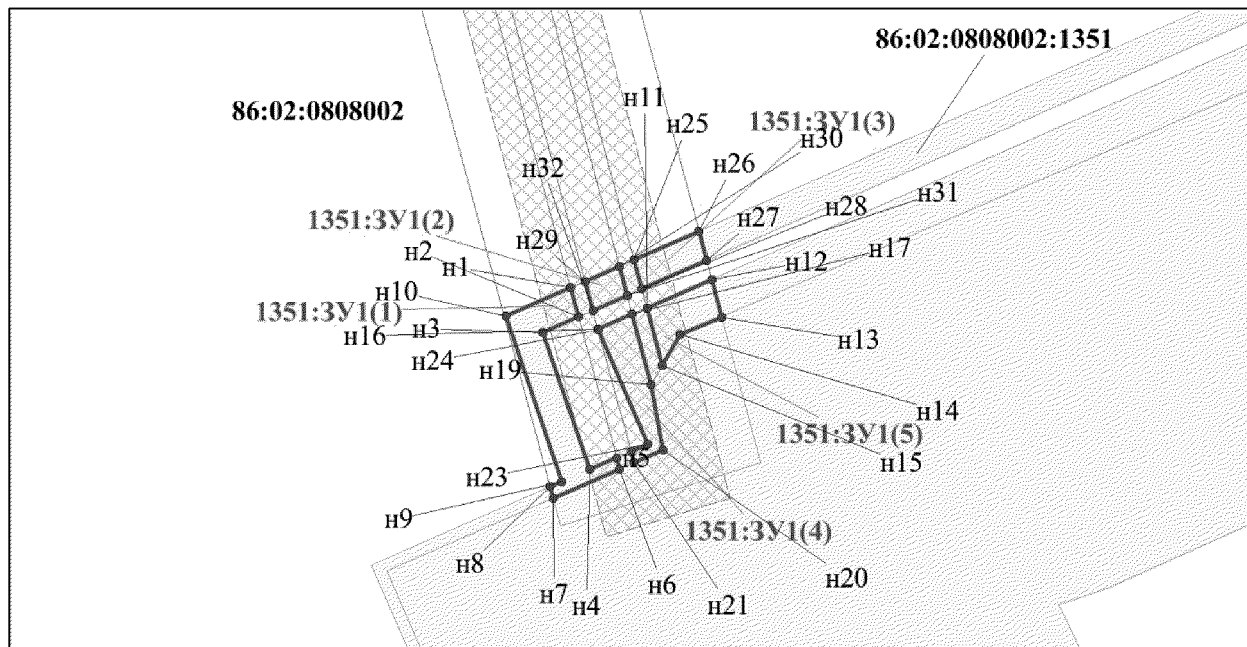 86:02:0808002:1351
86:02:0808002
н11
н25
1351:ЗУ1(3)
н30
н26
н32
н28
н31
н27
1351:ЗУ1(2)
н29
н2
н1
н17
н12
н10
1351:ЗУ1(1)
н3
н16
н13
н24
н19
н14
1351:ЗУ1(5)
н15
н5
н23
н9
1351:ЗУ1(4)
н8
н20
н6
н7
н4
н21